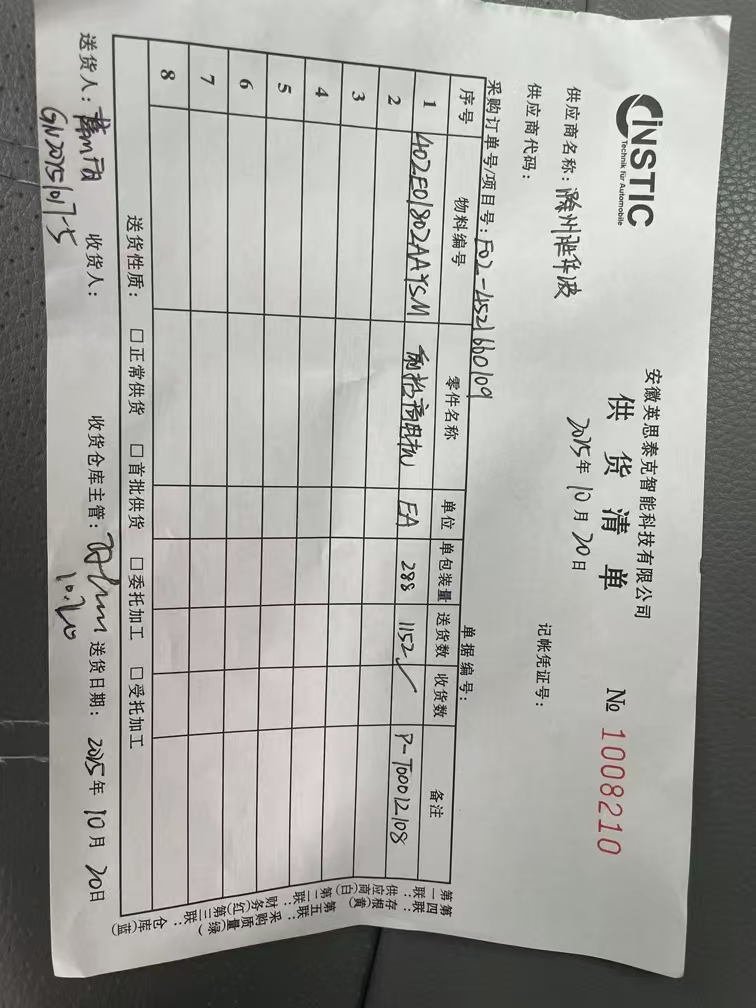 INSTIC
Technik für Automobile
安徽英思泰克智能科技有限公司
供货清单
№ 1008210
供应商名称：滁州
2025年10月20日
记帐凭证号：
供应商代码：
采购订单号/项目号：F02-4521660109
单据编号：
序号 物料编号 零件名称 单位 单包装量 送货数 收货数 备注
1 402E01802AAYSM EA 288 1152 ✓ P-T00012108
2
3
4
5
6
7
8
第一联：供应商（白）
第二联：财务（红）
第三联：仓库（蓝）
第四联：存根（黄）
第五联：采购质量（绿）
送货性质： □正常供货 □首批供货 □委托加工 □受托加工
送货人： 收货人： 收货仓库主管： 送货日期：2025年10月20日
GN20251017-5
10.20